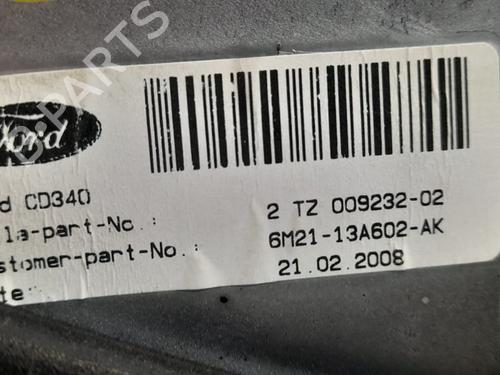 Ford
d CD340
la-part-No.: 2 TZ 009232-02
stomer-part-No.: 6M21-13A602-AK
te: 21.02.2008
B-PARTS